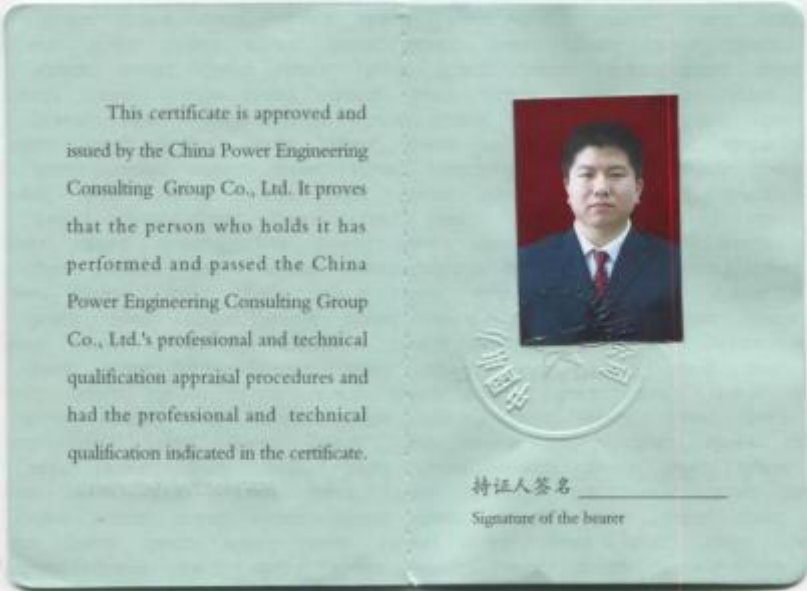 This certificate is approved and
issued by the China Power Engineering
Consulting Group Co., Ltd. It proves
that the person who holds it has
performed and passed the China
Power Engineering Consulting Group
Co., Ltd.'s professional and technical
qualification appraisal procedures and
had the professional and technical
qualification indicated in the certificate.
持证人签名
Signature of the bearer